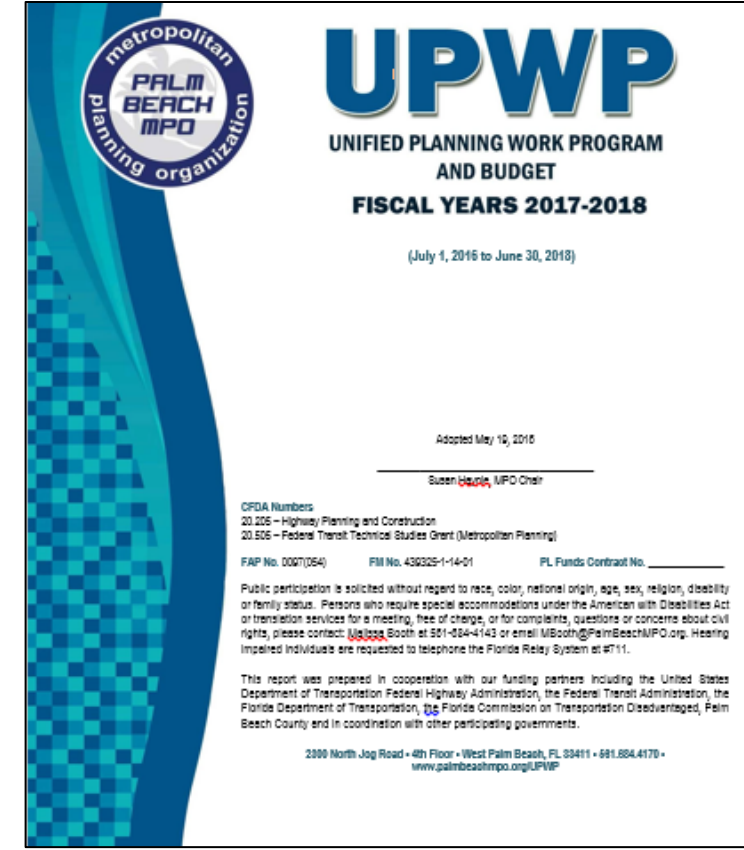 metropolitan
PALM
BEACH
MPO
planning organization
UPWP
UNIFIED PLANNING WORK PROGRAM
AND BUDGET
FISCAL YEARS 2017-2018
(July 1, 2016 to June 30, 2018)
Adopted May 19, 2016
Susan Haynie, MPO Chair
CFDA Numbers
20.205 – Highway Planning and Construction
20.505 – Federal Transit Technical Studies Grant (Metropolitan Planning)
FAP No. 0097(054) FM No. 439325-1-14-01 PL Funds Contract No.
Public participation is solicited without regard to race, color, national origin, age, sex, religion, disability
or family status. Persons who require special accommodations under the American with Disabilities Act
or translation services for a meeting, free of charge, or for complaints, questions or concerns about civil
rights, please contact: Malissa Booth at 561-684-4143 or email MBooth@PalmBeachMPO.org. Hearing
impaired individuals are requested to telephone the Florida Relay System at #711.
This report was prepared in cooperation with our funding partners including the United States
Department of Transportation Federal Highway Administration, the Federal Transit Administration, the
Florida Department of Transportation, the Florida Commission on Transportation Disadvantaged, Palm
Beach County and in coordination with other participating governments.
2300 North Jog Road • 4th Floor • West Palm Beach, FL 33411 • 561.684.4170 •
www.palmbeachmpo.org/UPWP